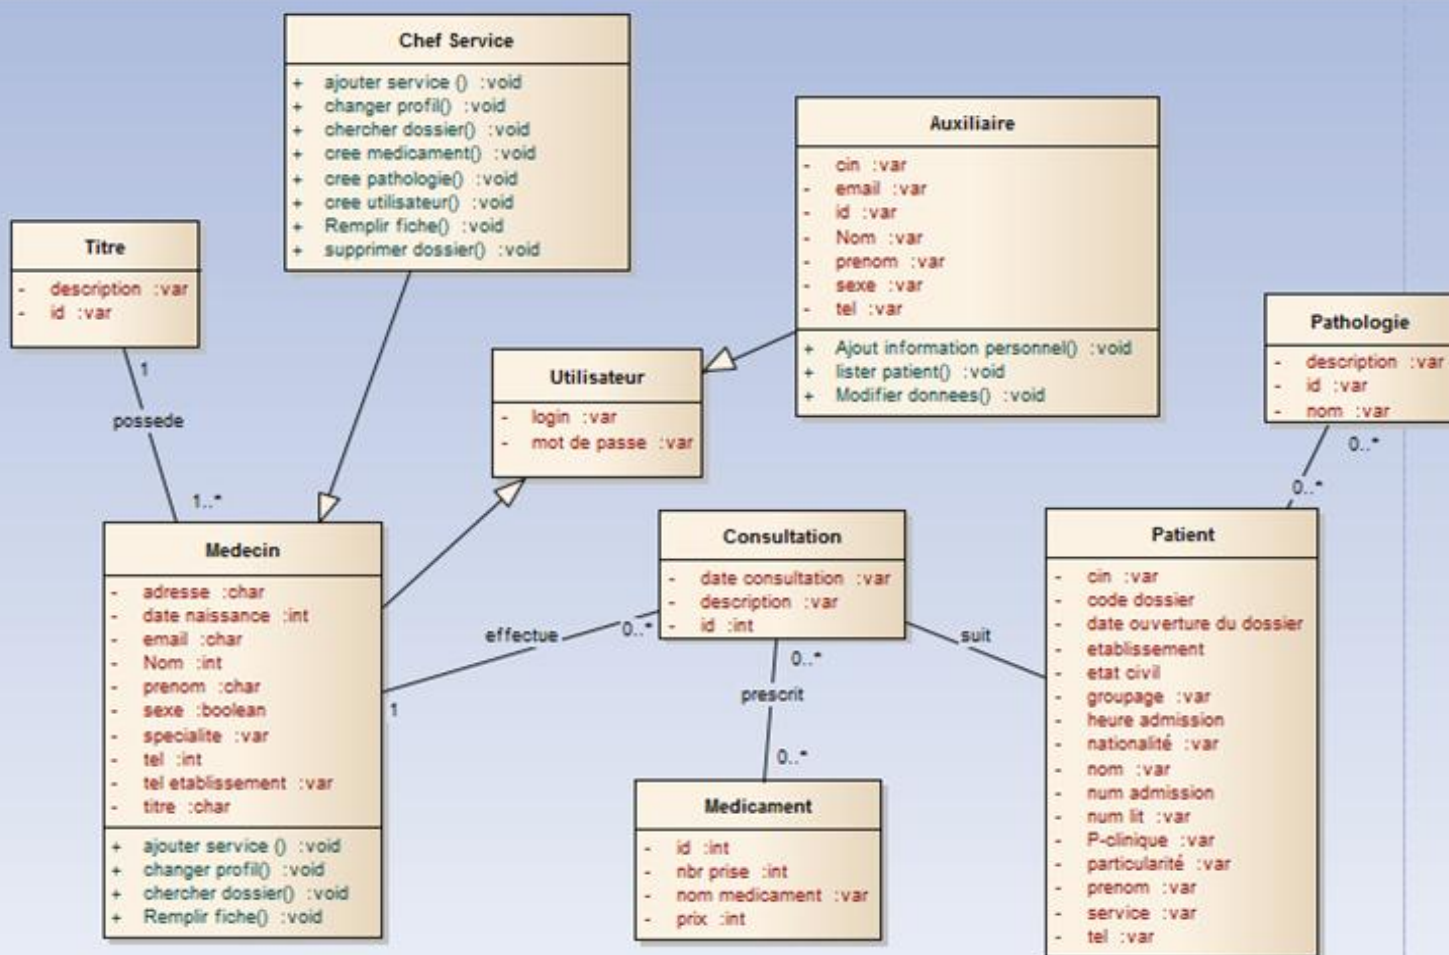 Chef Service
+ ajouter service () :void
+ changer profil() :void
+ chercher dossier() :void
+ cree medicament() :void
+ cree pathologie() :void
+ cree utilisateur() :void
+ Remplir fiche() :void
+ supprimer dossier() :void
Auxiliaire
- cin :var
- email :var
- id :var
- Nom :var
- prenom :var
- sexe :var
- tel :var
+ Ajout information personnel() :void
+ lister patient() :void
+ Modifier donnees() :void
Titre
- description :var
- id :var
1
possede
1..*
Utilisateur
- login :var
- mot de passe :var
Pathologie
- description :var
- id :var
- nom :var
0..*
0..*
Medecin
- adresse :char
- date naissance :int
- email :char
- Nom :int
- prenom :char
- sexe :boolean
- specialite :var
- tel :int
- tel etablissement :var
- titre :char
+ ajouter service () :void
+ changer profil() :void
+ chercher dossier() :void
+ Remplir fiche() :void
1
effectue
0..*
Consultation
- date consultation :var
- description :var
- id :int
suit
0..*
prescrit
0..*
Medicament
- id :int
- nbr prise :int
- nom medicament :var
- prix :int
Patient
- cin :var
- code dossier
- date ouverture du dossier
- etablissement
- etat civil
- groupage :var
- heure admission
- nationalité :var
- nom :var
- num admission
- num lit :var
- P-clinique :var
- particularité :var
- prenom :var
- service :var
- tel :var